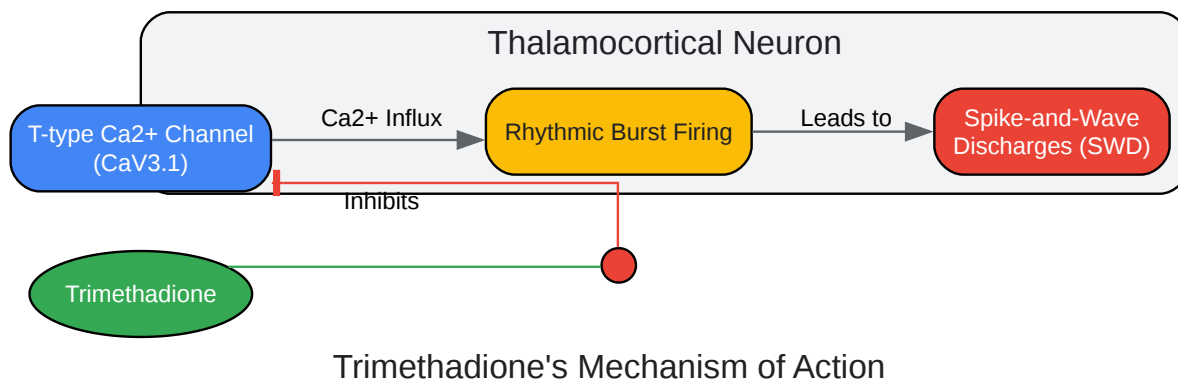 Thalamocortical Neuron
T-type Ca2+ Channel
(CaV3.1)
Ca2+ Influx
Rhythmic Burst Firing
Leads to
Spike-and-Wave
Discharges (SWD)
Inhibits
Trimethadione
Trimethadione's Mechanism of Action